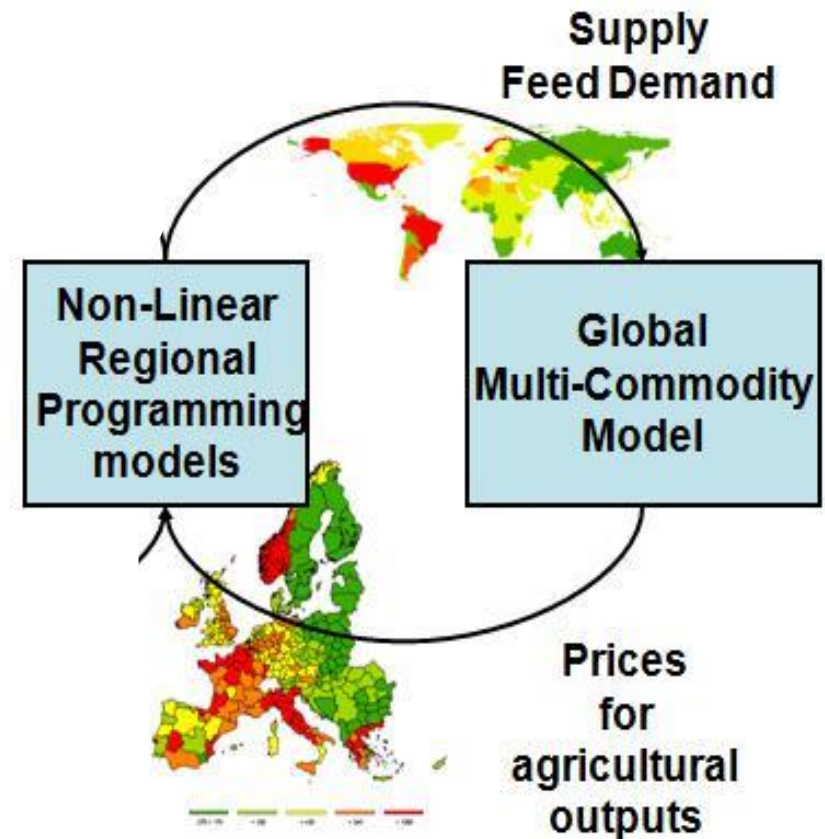 Supply
Feed Demand
Non-Linear
Regional
Programming
models
Global
Multi-Commodity
Model
Prices
for
agricultural
outputs